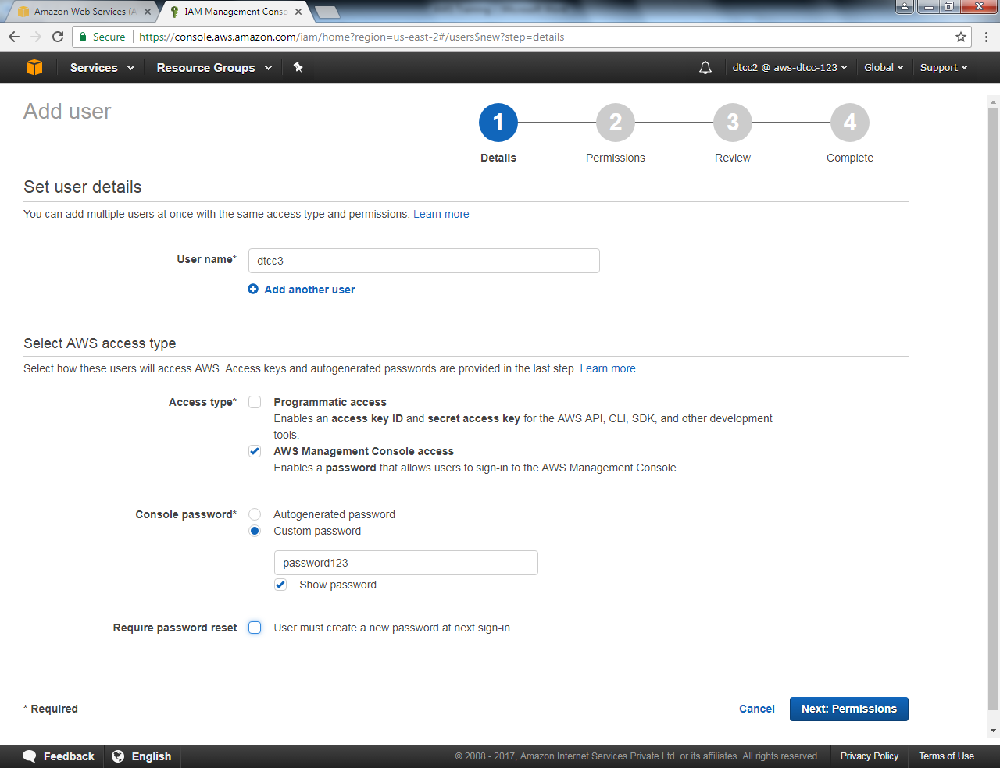 Amazon Web Services (A
IAM Management Conso
Secure https://console.aws.amazon.com/iam/home?region=us-east-2#/users$new?step=details
Services Resource Groups dtcc2 @ aws-dtcc-123 Global Support
Add user
1 2 3 4
Details Permissions Review Complete
Set user details
You can add multiple users at once with the same access type and permissions. Learn more
User name* dtcc3
Add another user
Select AWS access type
Select how these users will access AWS. Access keys and autogenerated passwords are provided in the last step. Learn more
Access type* Programmatic access
Enables an access key ID and secret access key for the AWS API, CLI, SDK, and other development
tools.
AWS Management Console access
Enables a password that allows users to sign-in to the AWS Management Console.
Console password* Autogenerated password
Custom password
password123
Show password
Require password reset User must create a new password at next sign-in
* Required Cancel Next: Permissions
Feedback English © 2008 - 2017, Amazon Internet Services Private Ltd. or its affiliates. All rights reserved. Privacy Policy Terms of Use